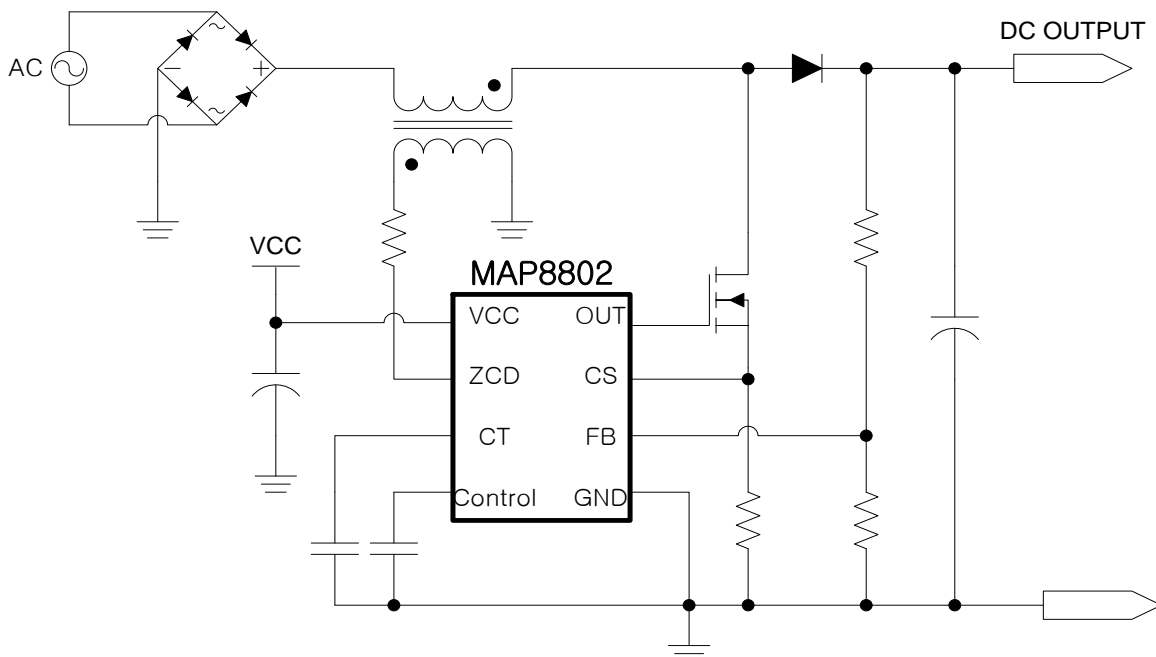 DC OUTPUT
AC
VCC
MAP8802
VCC OUT
ZCD CS
CT FB
Control GND